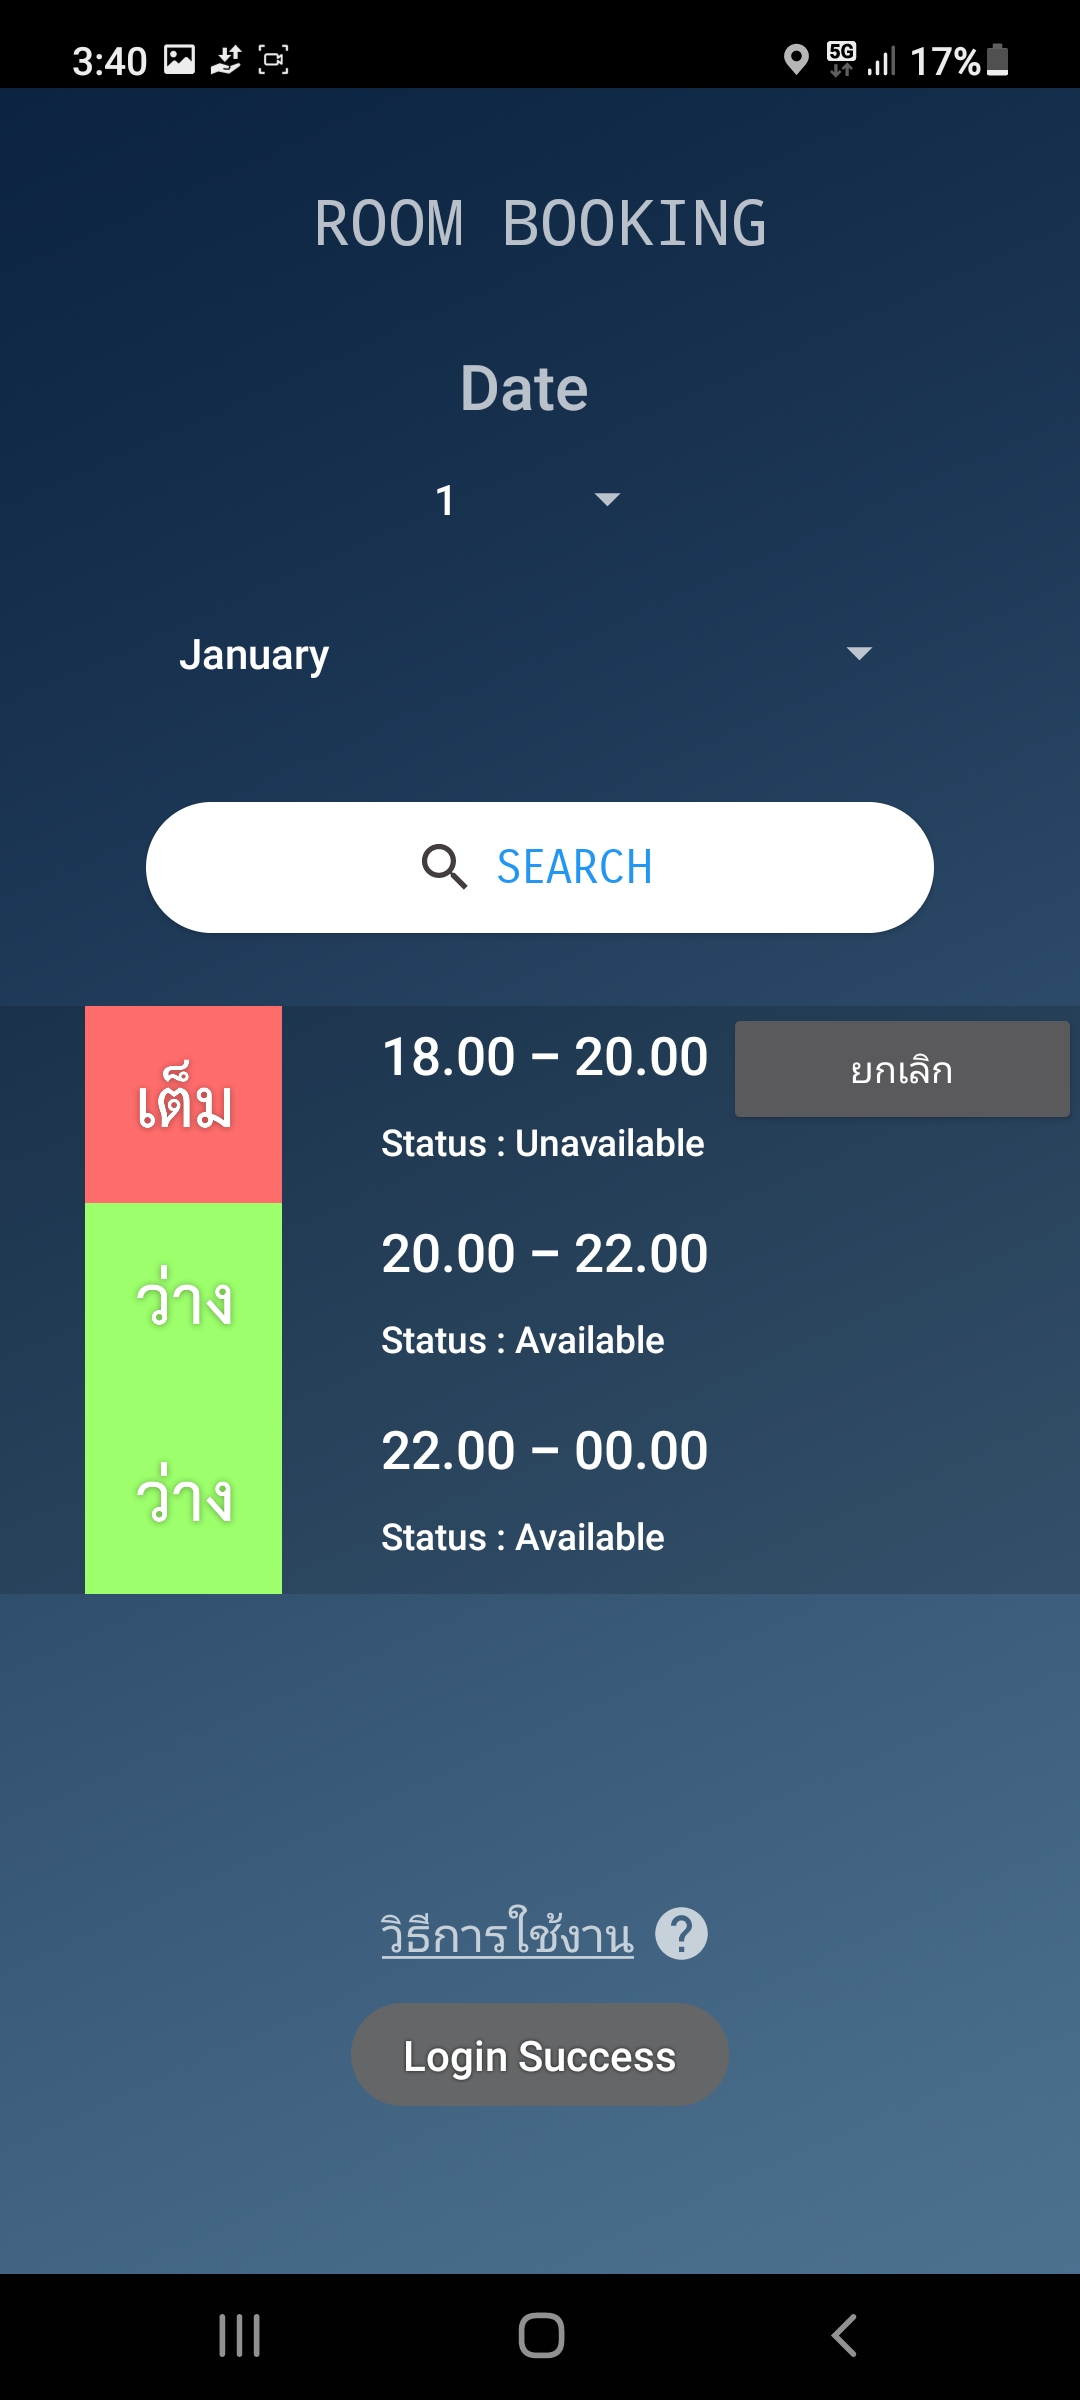 3:40
5G
17%
ROOM BOOKING
Date
1
January
SEARCH
เต็ม
18.00 – 20.00
ยกเลิก
Status : Unavailable
ว่าง
20.00 – 22.00
Status : Available
ว่าง
22.00 – 00.00
Status : Available
วิธีการใช้งาน
Login Success